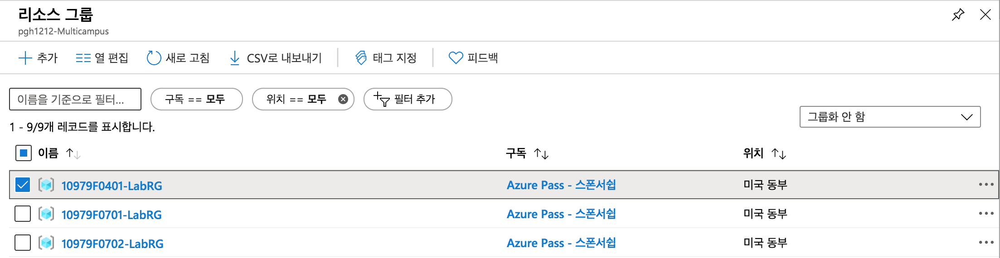 리소스 그룹
pgh1212-Multicampus
추가 열 편집 새로 고침 CSV로 내보내기 태그 지정 피드백
이름을 기준으로 필터... 구독 == 모두 위치 == 모두 필터 추가
그룹화 안 함
1 - 9/9개 레코드를 표시합니다.
이름 구독 위치
10979F0401-LabRG Azure Pass - 스폰서쉽 미국 동부
10979F0701-LabRG Azure Pass - 스폰서쉽 미국 동부
10979F0702-LabRG Azure Pass - 스폰서쉽 미국 동부